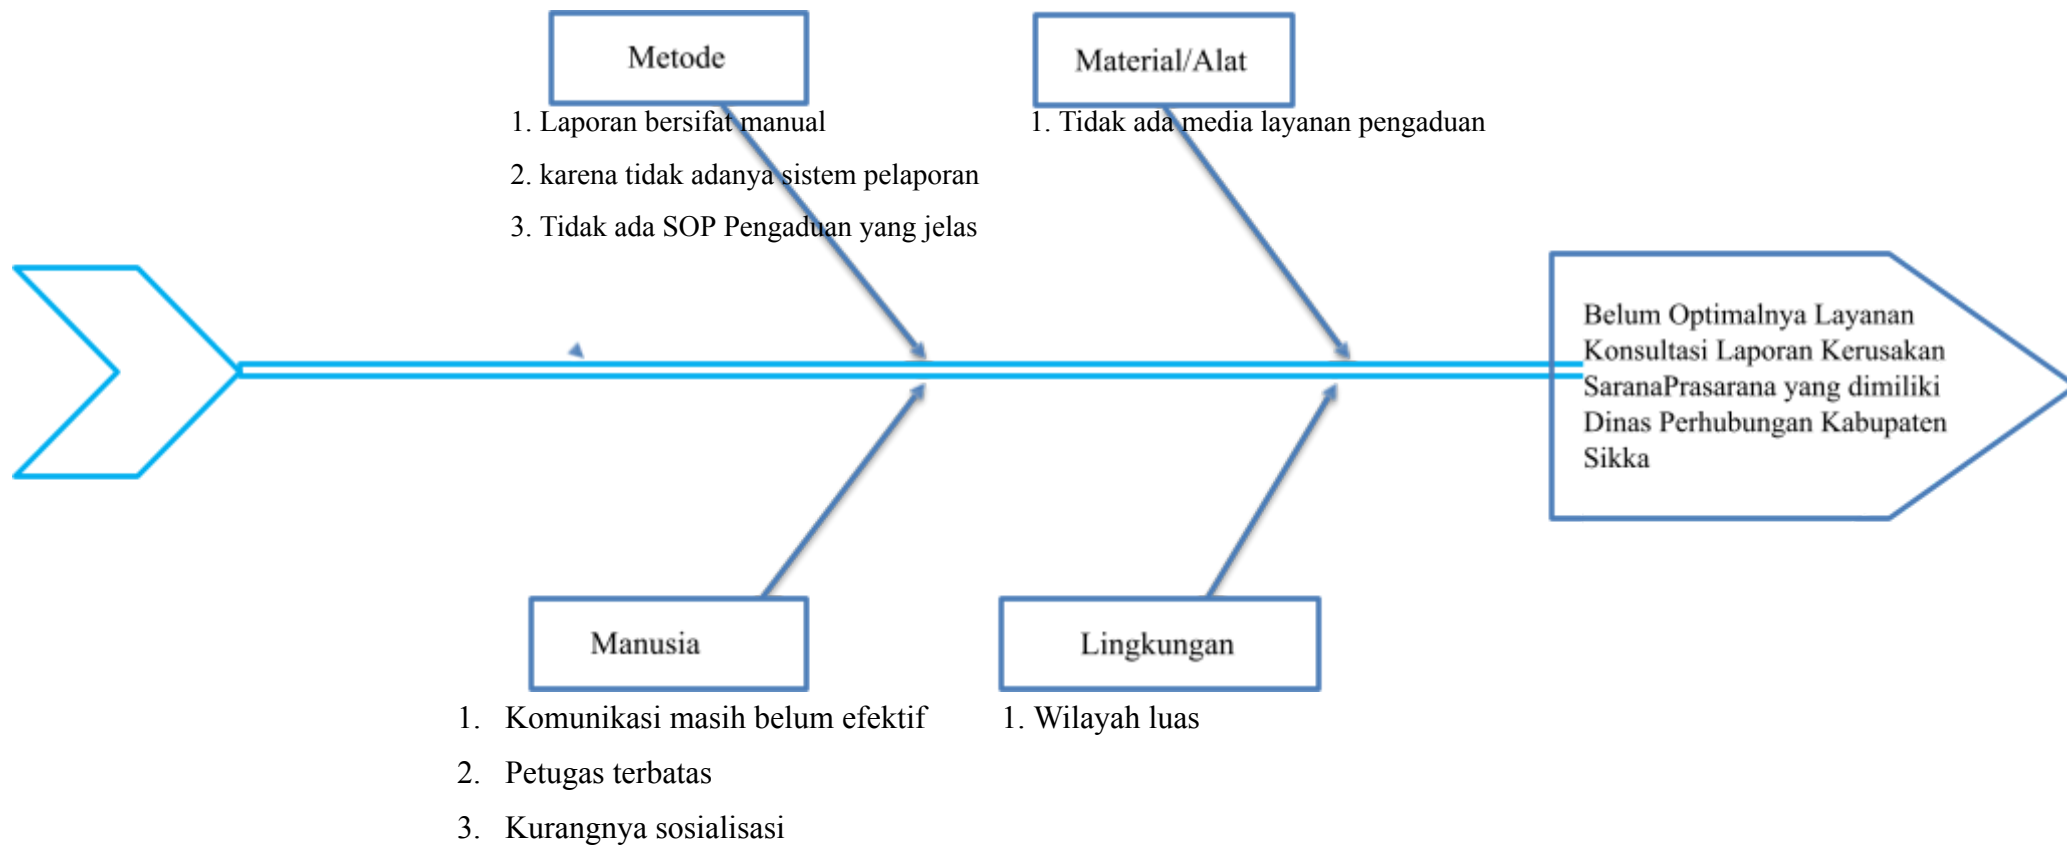 Metode
1. Laporan bersifat manual
2. karena tidak adanya sistem pelaporan
3. Tidak ada SOP Pengaduan yang jelas
Material/Alat
1. Tidak ada media layanan pengaduan
Belum Optimalnya Layanan
Konsultasi Laporan Kerusakan
SaranaPrasarana yang dimiliki
Dinas Perhubungan Kabupaten
Sikka
Manusia
1. Komunikasi masih belum efektif
2. Petugas terbatas
3. Kurangnya sosialisasi
Lingkungan
1. Wilayah luas